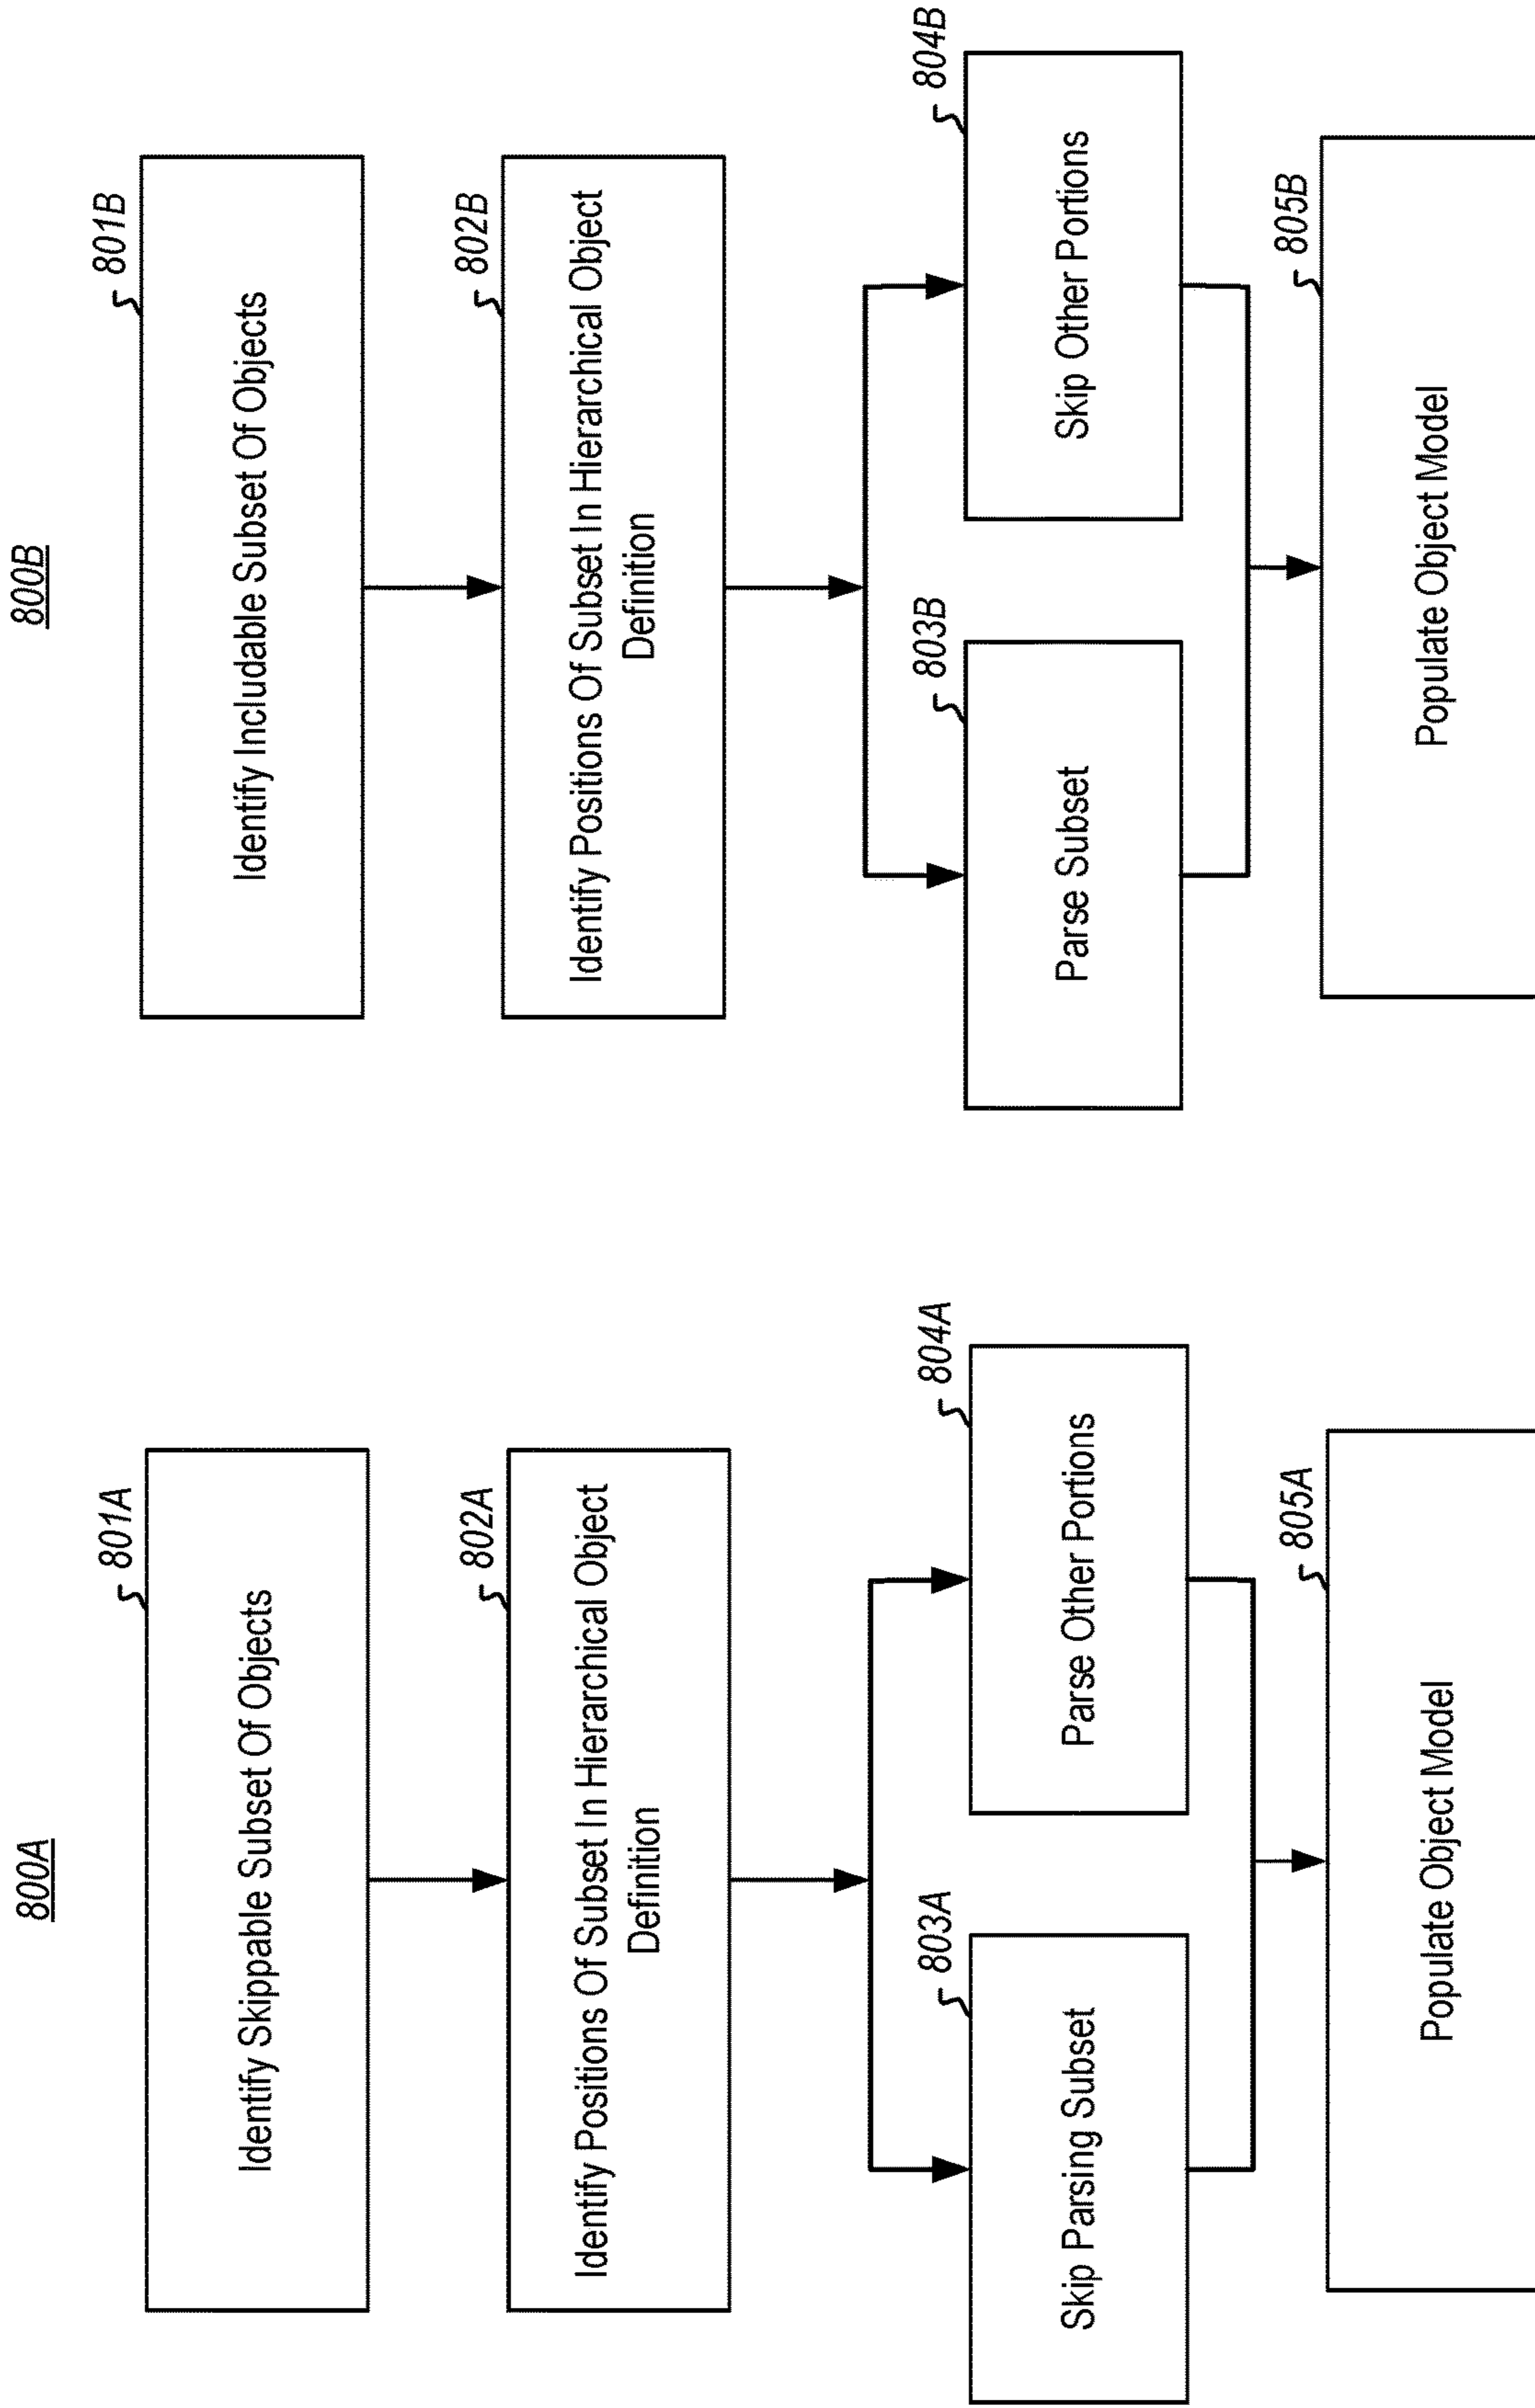 800A
801A
Identify Skippable Subset Of Objects
802A
Identify Positions Of Subset In Hierarchical Object
Definition
803A
Skip Parsing Subset
804A
Parse Other Portions
805A
Populate Object Model
800B
801B
Identify Includable Subset Of Objects
802B
Identify Positions Of Subset In Hierarchical Object
Definition
803B
Parse Subset
804B
Skip Other Portions
805B
Populate Object Model